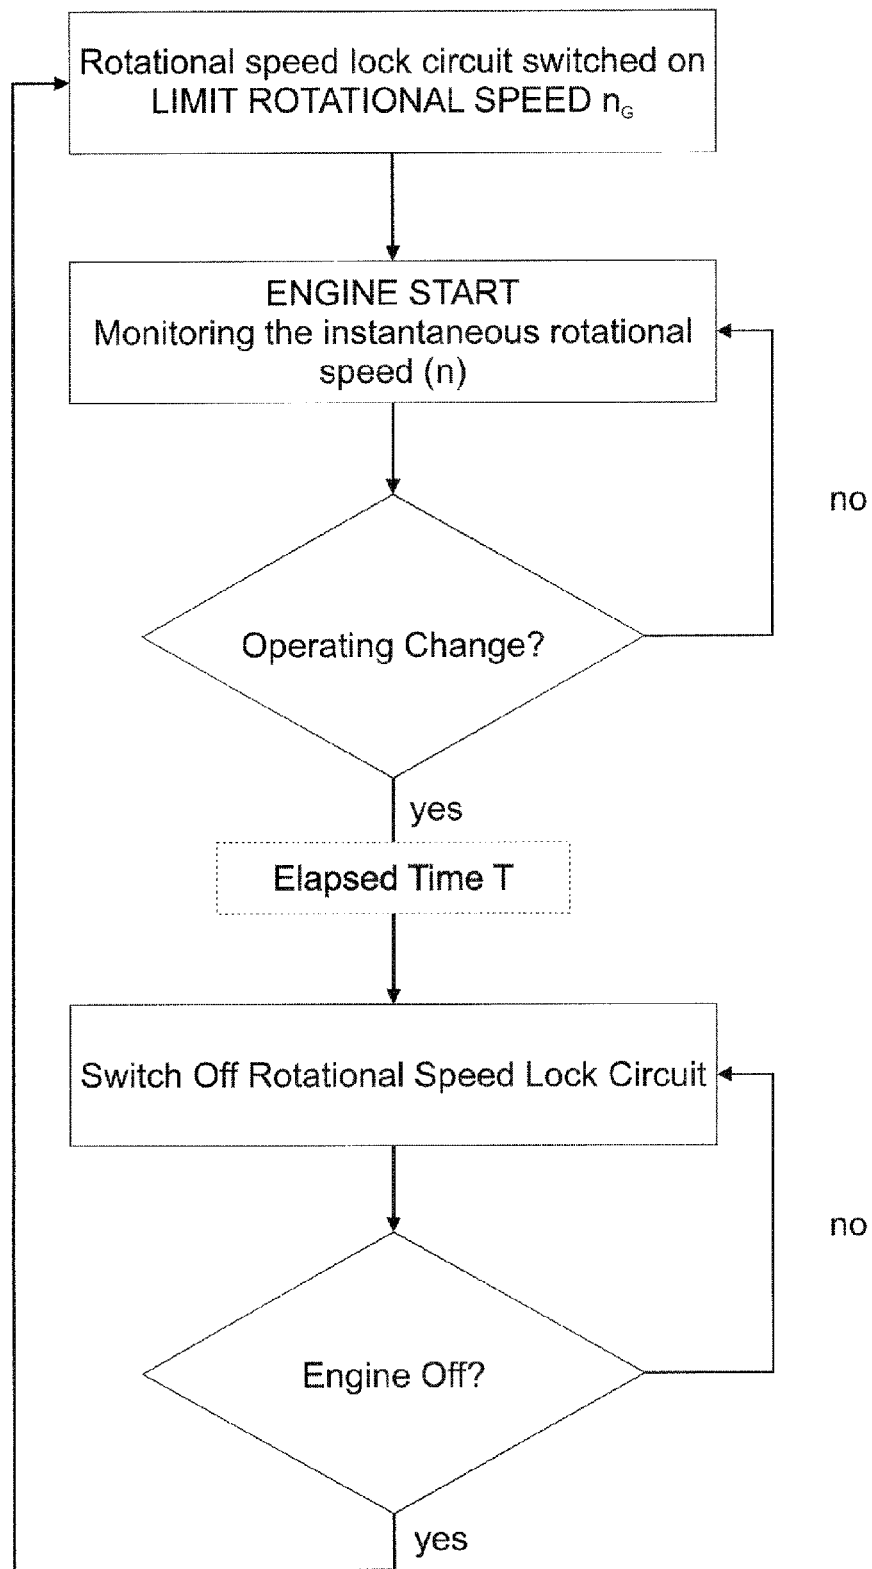 Rotational speed lock circuit switched on
LIMIT ROTATIONAL SPEED nG
ENGINE START
Monitoring the instantaneous rotational
speed (n)
no
Operating Change?
yes
Elapsed Time T
Switch Off Rotational Speed Lock Circuit
no
Engine Off?
yes